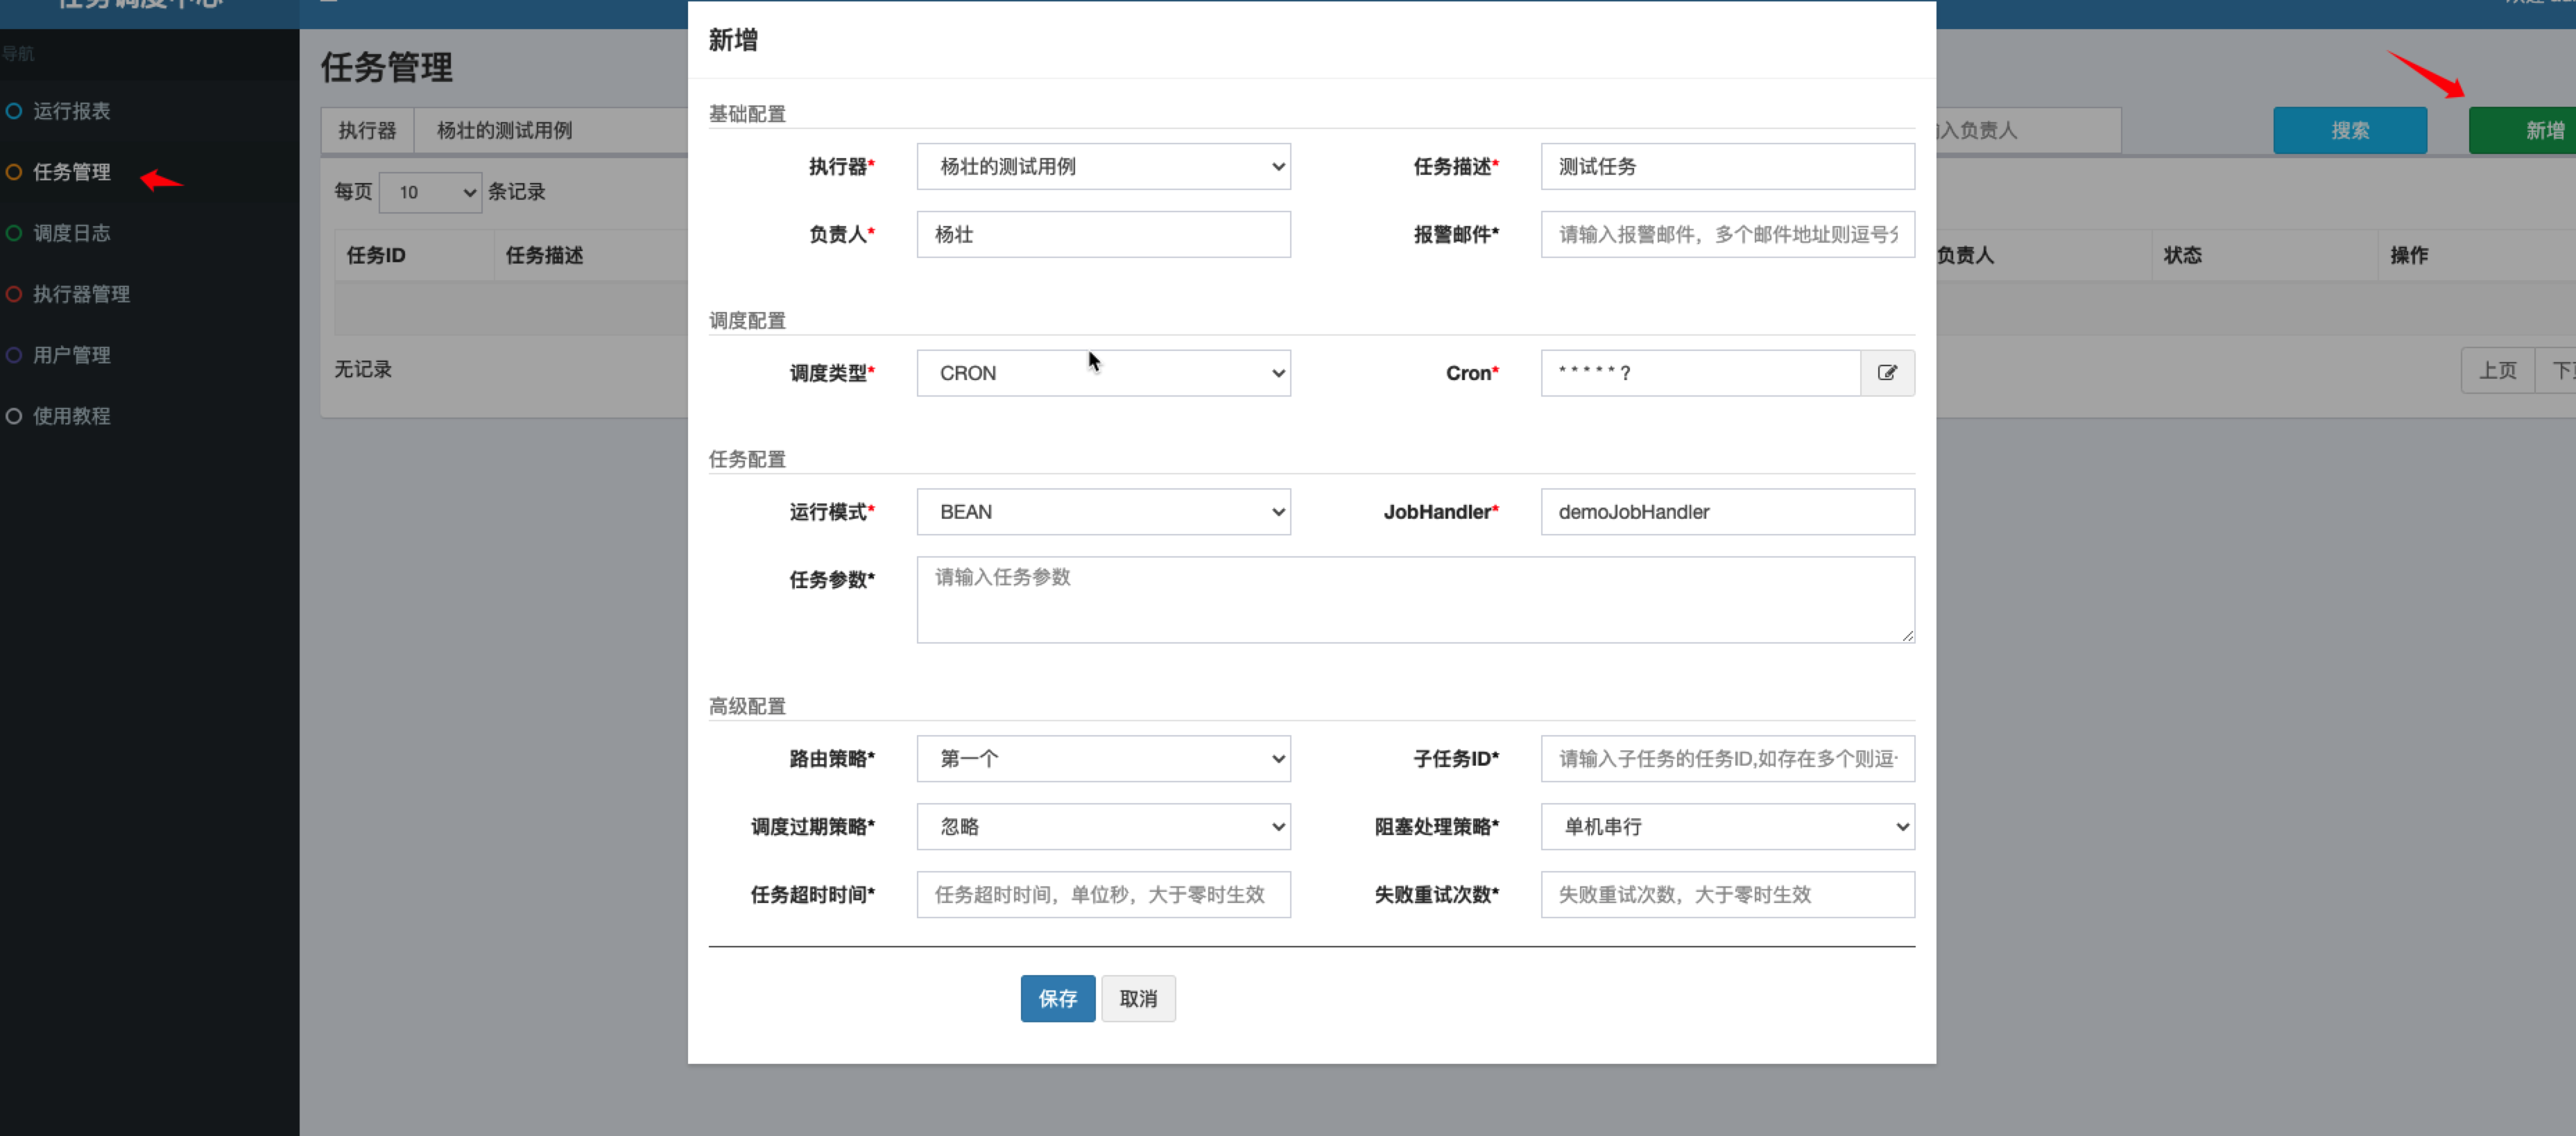 任务调度中心
导航
运行报表
任务管理
调度日志
执行器管理
用户管理
使用教程
任务管理
执行器 杨壮的测试用例
入负责人 搜索 新增
每页 10 条记录
任务ID 任务描述 负责人 状态 操作
无记录
上页
新增
基础配置
执行器* 杨壮的测试用例 任务描述* 测试任务
负责人* 杨壮 报警邮件* 请输入报警邮件，多个邮件地址则逗号
调度配置
调度类型* CRON Cron* * * * * * ?
任务配置
运行模式* BEAN JobHandler* demoJobHandler
任务参数* 请输入任务参数
高级配置
路由策略* 第一个 子任务ID* 请输入子任务的任务ID,如存在多个则逗
调度过期策略* 忽略 阻塞处理策略* 单机串行
任务超时时间* 任务超时时间，单位秒，大于零时生效 失败重试次数* 失败重试次数，大于零时生效
保存 取消